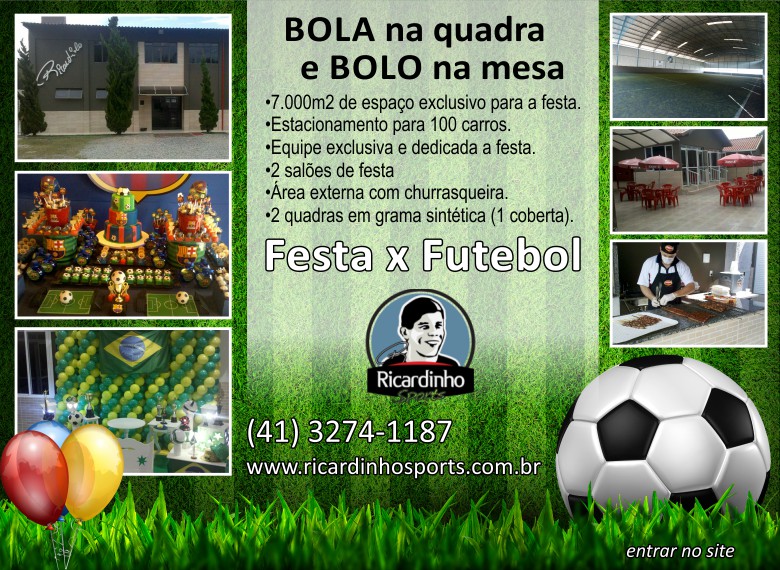 BOLA na quadra
e BOLO na mesa
•7.000m2 de espaço exclusivo para a festa.
•Estacionamento para 100 carros.
•Equipe exclusiva e dedicada a festa.
•2 salões de festa
•Área externa com churrasqueira.
•2 quadras em grama sintética (1 coberta).
Festa x Futebol
Ricardinho
Sports
(41) 3274-1187
www.ricardinhosports.com.br
entrar no site